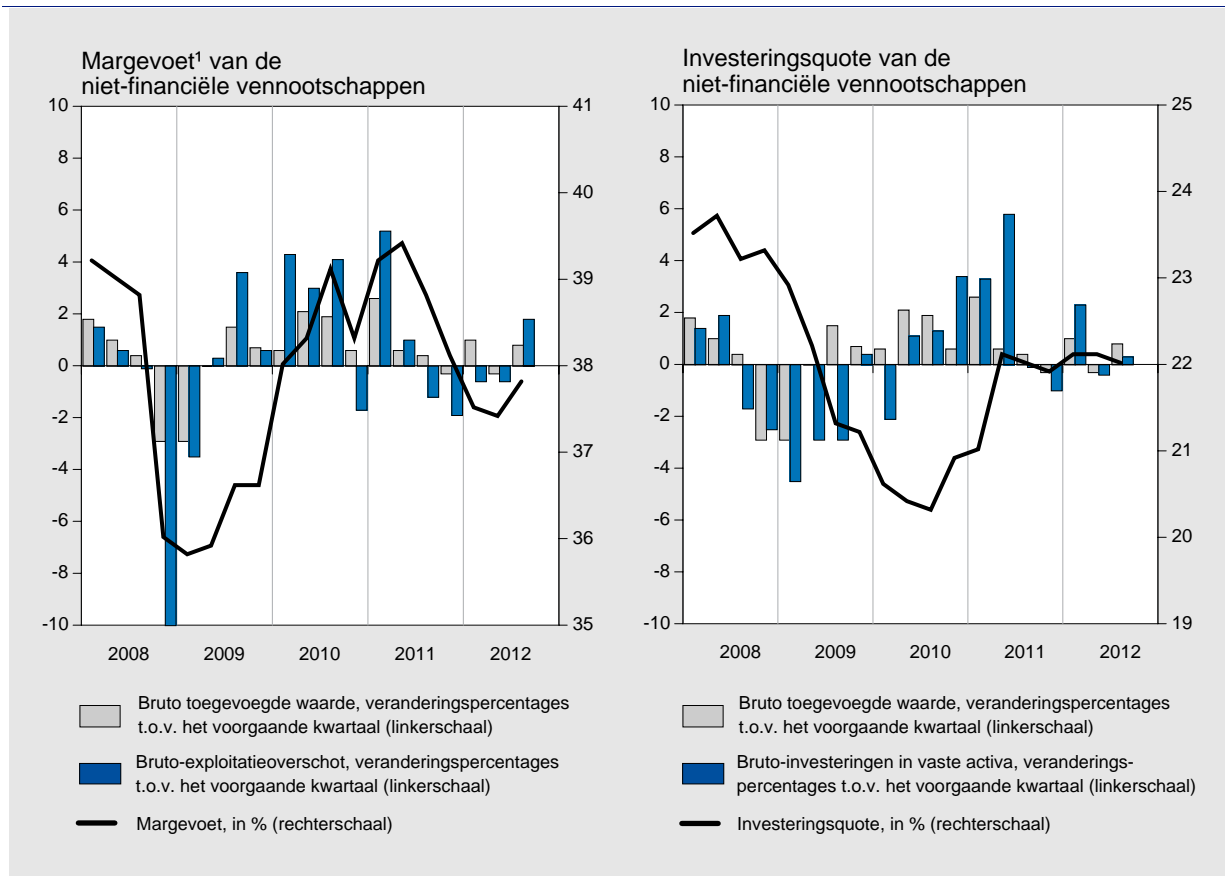 Margevoet¹ van de
niet-financiële vennootschappen
10
8
6
4
2
0
-2
-4
-6
-8
-10
41
40
39
38
37
36
35
2008 2009 2010 2011 2012
Bruto toegevoegde waarde, veranderingspercentages
t.o.v. het voorgaande kwartaal (linkerschaal)
Bruto-exploitatieoverschot, veranderingspercentages
t.o.v. het voorgaande kwartaal (linkerschaal)
Margevoet, in % (rechterschaal)
Investeringsquote van de
niet-financiële vennootschappen
10
8
6
4
2
0
-2
-4
-6
-8
-10
25
24
23
22
21
20
19
2008 2009 2010 2011 2012
Bruto toegevoegde waarde, veranderingspercentages
t.o.v. het voorgaande kwartaal (linkerschaal)
Bruto-investeringen in vaste activa, veranderings-
percentages t.o.v. het voorgaande kwartaal (linkerschaal)
Investeringsquote, in % (rechterschaal)